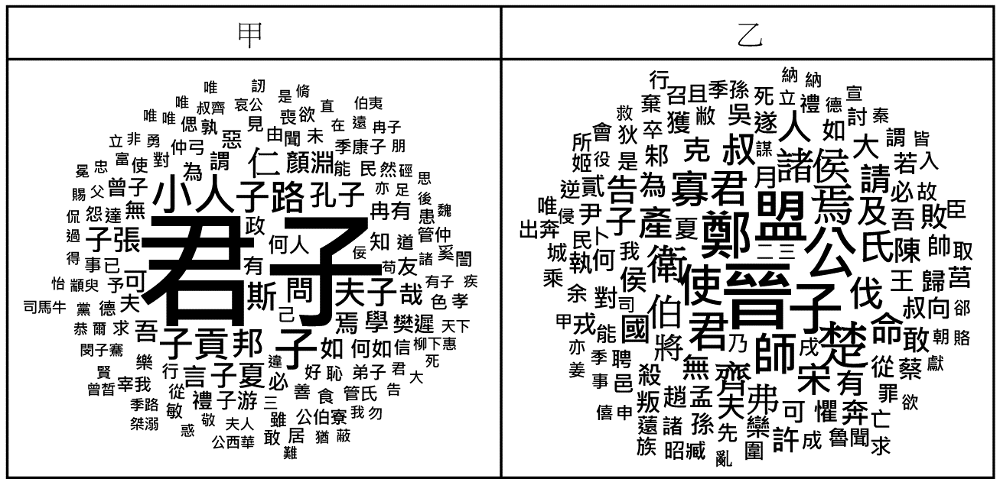 甲 乙
唯 訒
唯 叔齊 哀公 是 脩 直 伯夷
唯 唯 偲 孰 見 喪 欲 在 遠 冉子
立 非 勇 仲弓 惡 由 聞 未 季康子 朋
冕 忠 富 使 對 為 謂 仁 顏淵 能 民 然 硜
賜 父 曾子 小人 子路 孔子 亦 足 思
侃 怨 達 無 冉有 後 患 魏
過 子張 君子 政 何人 佞 知 道 管仲 奚
得 事 已 可 有 苟 友 諸 闇
怡 顓臾 予 斯 問 夫子 哉 有子 疾
司馬牛 黨 德 夫 己 色 孝
恭 爾 求 吾 焉 學 樊遲 天下
閔子騫 子貢 邦 子 如 何如 信 柳下惠
樂 違 死
賢 行 言 子夏 必 好 恥 弟子 君 大
曾晳 宰我 從 禮 子游 三 善 食 管氏 告
季路 敏 敬 夫人 雖 公伯寮 我 勿
桀溺 惑 公西華 敢 居 猶 蔽
難
行 納 納
棄 召 且 季孫 死 立 禮 德 宣
救 卒 獲 敝 吳 遂 人 如 討 秦
所 會 狄 邾 克 叔 謀 大 謂 皆
姬 役 是 諸侯 若 入
逆 貳 告 為 寡君 月 焉 請 必 故
唯 侵 尹 子產 夏 鄭 盟 及 吾 敗 臣
出 奔 民 卜 我 二 三 公 氏 陳 帥 取
城 執 何 衛
乘 侯 使 晉 子 伐 王 歸 莒
余 對 司 伯 叔向 郤
甲 戎 能 國 君 乃 師 戌 楚 命 敢 朝 賂
亦 季 聘 將 無 齊 宋 有 從 蔡 獻
姜 事 邑 殺
僖 申 叛 趙 孟 夫 弗 可 懼 奔 罪 欲
薳 諸 孫 先 欒 許 成 魯 聞 亡
族 昭 臧 亂 圍 求